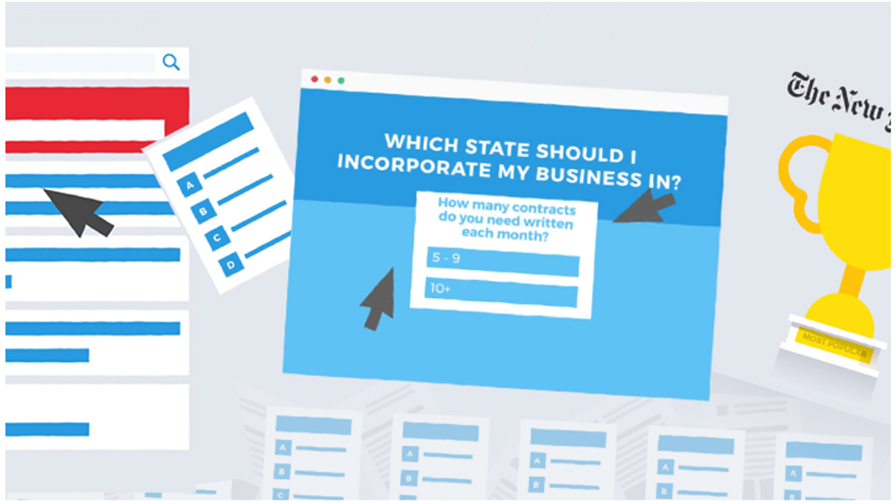 WHICH STATE SHOULD I
INCORPORATE MY BUSINESS IN?
How many contracts
do you need written
each month?
5 - 9
10+
A
B
C
D
The New
MOST POPULAR
A
B
C
A
B
A
B
A
B
A
B